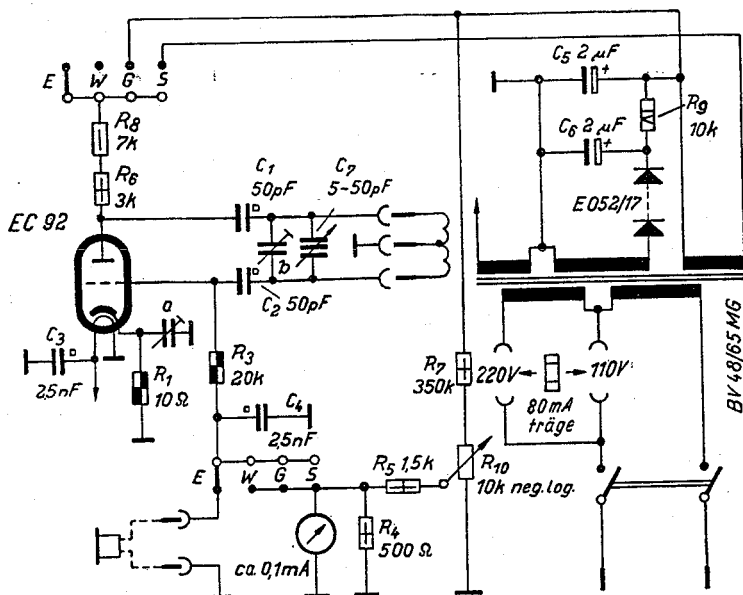 E W G S
R8
7k
R6
3k
EC 92
C1
50pF
C7
5-50pF
b
C2 50pF
a
C3
2,5nF
R1
10 Ω
R3
20k
C4
2,5nF
E W G S
ca. 0,1mA
R4
500 Ω
R5 1,5k
R10
10k neg. log.
R7
350k
220V
110V
80mA
träge
C5 2 µF
+
C6 2 µF
+
R9
10k
E052/17
BV 48/65 MG